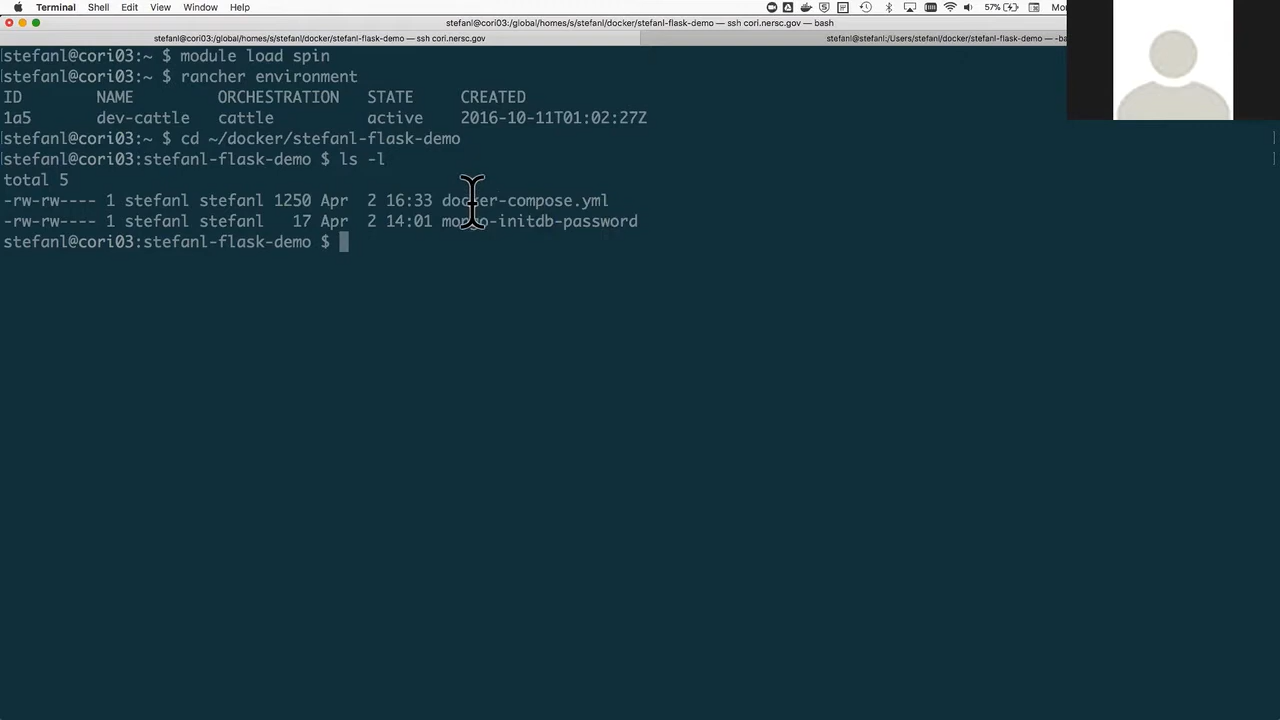 Terminal Shell Edit View Window Help 57% Mo
stefanl@cori03:/global/homes/s/stefanl/docker/stefanl-flask-demo — ssh cori.nersc.gov — bash
stefanl@cori03:/global/homes/s/stefanl/docker/stefanl-flask-demo — ssh cori.nersc.gov
stefanl@stefanl:/Users/stefanl/docker/stefanl-flask-demo — -ba
stefanl@cori03:~ $ module load spin
stefanl@cori03:~ $ rancher environment
ID NAME ORCHESTRATION STATE CREATED
1a5 dev-cattle cattle active 2016-10-11T01:02:27Z
stefanl@cori03:~ $ cd ~/docker/stefanl-flask-demo
stefanl@cori03:stefanl-flask-demo $ ls -l
total 5
-rw-rw---- 1 stefanl stefanl 1250 Apr 2 16:33 docker-compose.yml
-rw-rw---- 1 stefanl stefanl 17 Apr 2 14:01 mongo-initdb-password
stefanl@cori03:stefanl-flask-demo $